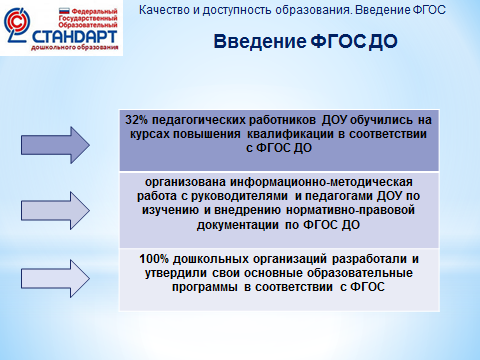 Федеральный
Государственный
Образовательный
СТАНДАРТ
дошкольного образования
Качество и доступность образования. Введение ФГОС
Введение ФГОС ДО
32% педагогических работников ДОУ обучились на
курсах повышения квалификации в соответствии
с ФГОС ДО
организована информационно-методическая
работа с руководителями и педагогами ДОУ по
изучению и внедрению нормативно-правовой
документации по ФГОС ДО
100% дошкольных организаций разработали и
утвердили свои основные образовательные
программы в соответствии с ФГОС